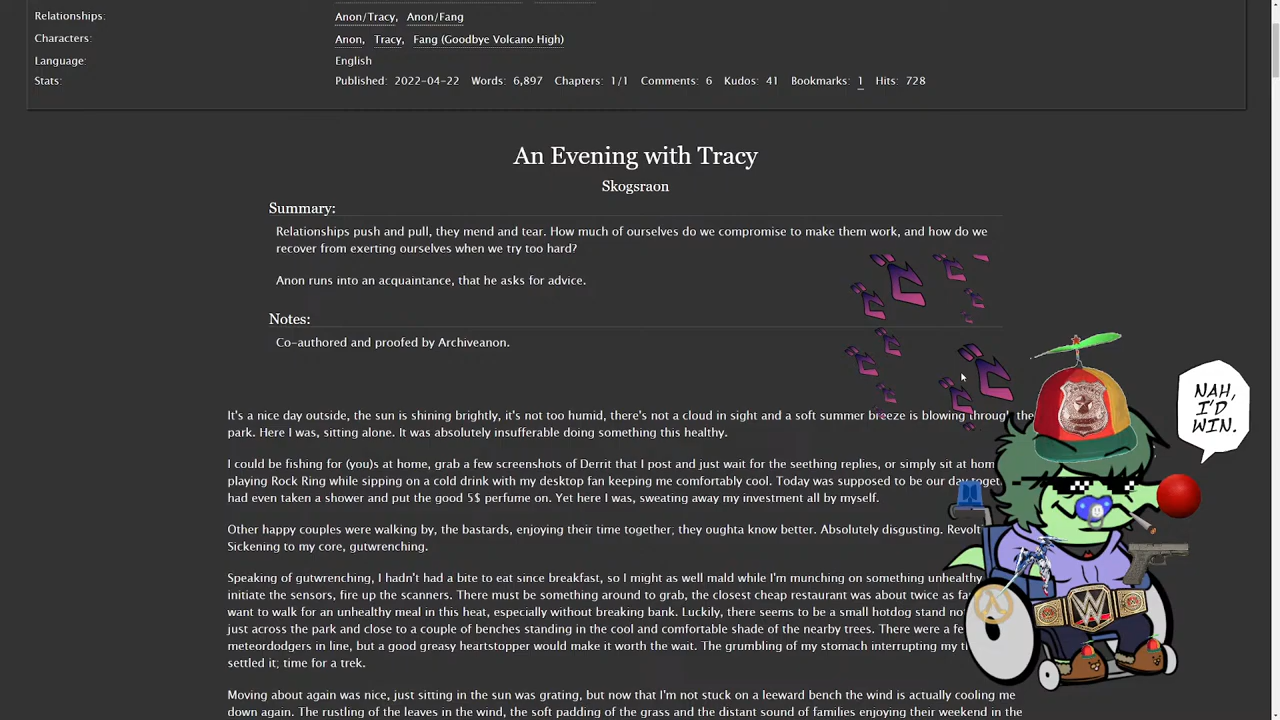 Relationships: Anon/Tracy, Anon/Fang
Characters: Anon, Tracy, Fang (Goodbye Volcano High)
Language: English
Stats: Published: 2022-04-22 Words: 6,897 Chapters: 1/1 Comments: 6 Kudos: 41 Bookmarks: 1 Hits: 728
An Evening with Tracy
Skogsraon
Summary:
Relationships push and pull, they mend and tear. How much of ourselves do we compromise to make them work, and how do we
recover from exerting ourselves when we try too hard?
Anon runs into an acquaintance, that he asks for advice.
Notes:
Co-authored and proofed by Archiveanon.
It's a nice day outside, the sun is shining brightly, it's not too humid, there's not a cloud in sight and a soft summer breeze is blowing through the
park. Here I was, sitting alone. It was absolutely insufferable doing something this healthy.
I could be fishing for (you)s at home, grab a few screenshots of Derrit that I post and just wait for the seething replies, or simply sit at hom
playing Rock Ring while sipping on a cold drink with my desktop fan keeping me comfortably cool. Today was supposed to be our day toget
had even taken a shower and put the good 5$ perfume on. Yet here I was, sweating away my investment all by myself.
Other happy couples were walking by, the bastards, enjoying their time together, they oughta know better. Absolutely disgusting. Revolt
Sickening to my core, gutwrenching.
Speaking of gutwrenching, I hadn't had a bite to eat since breakfast, so I might as well mald while I'm munching on something unhealthy
initiate the sensors, fire up the scanners. There must be something around to grab, the closest cheap restaurant was about twice as fa
want to walk for an unhealthy meal in this heat, especially without breaking bank. Luckily, there seems to be a small hotdog stand no
just across the park and close to a couple of benches standing in the cool and comfortable shade of the nearby trees. There were a fe
meteordodgers in line, but a good greasy heartstopper would make it worth the wait. The grumbling of my stomach interrupting my t
settled it; time for a trek.
Moving about again was nice, just sitting in the sun was grating, but now that I'm not stuck on a leeward bench the wind is actually cooling me
down again. The rustling of the leaves in the wind, the soft padding of the grass and the distant sound of families enjoying their weekend in the
NAH,
I'D
WIN.